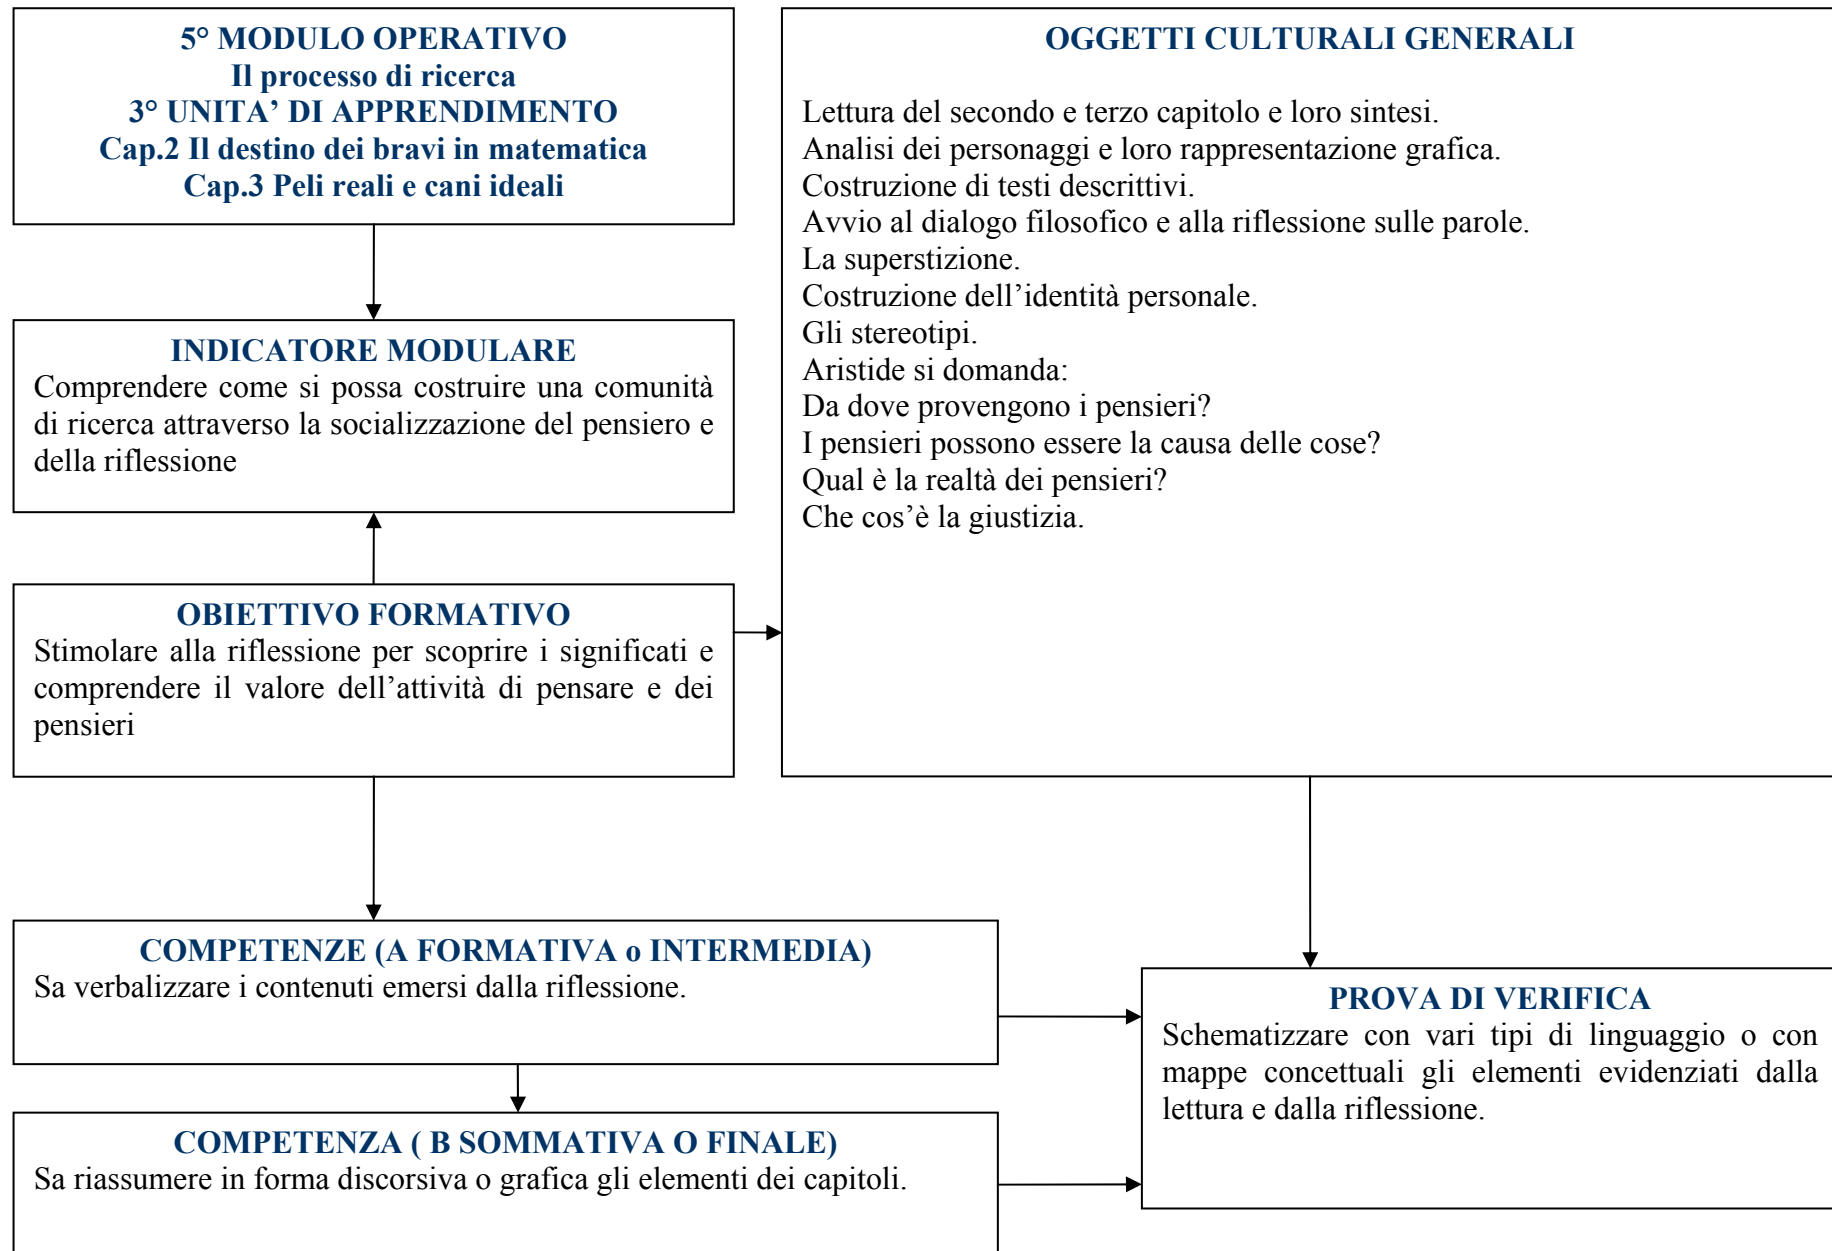 5° MODULO OPERATIVO
Il processo di ricerca
3° UNITA’ DI APPRENDIMENTO
Cap.2 Il destino dei bravi in matematica
Cap.3 Peli reali e cani ideali
INDICATORE MODULARE
Comprendere come si possa costruire una comunità
di ricerca attraverso la socializzazione del pensiero e
della riflessione
OBIETTIVO FORMATIVO
Stimolare alla riflessione per scoprire i significati e
comprendere il valore dell’attività di pensare e dei
pensieri
OGGETTI CULTURALI GENERALI
Lettura del secondo e terzo capitolo e loro sintesi.
Analisi dei personaggi e loro rappresentazione grafica.
Costruzione di testi descrittivi.
Avvio al dialogo filosofico e alla riflessione sulle parole.
La superstizione.
Costruzione dell’identità personale.
Gli stereotipi.
Aristide si domanda:
Da dove provengono i pensieri?
I pensieri possono essere la causa delle cose?
Qual è la realtà dei pensieri?
Che cos’è la giustizia.
COMPETENZE (A FORMATIVA o INTERMEDIA)
Sa verbalizzare i contenuti emersi dalla riflessione.
COMPETENZA ( B SOMMATIVA O FINALE)
Sa riassumere in forma discorsiva o grafica gli elementi dei capitoli.
PROVA DI VERIFICA
Schematizzare con vari tipi di linguaggio o con
mappe concettuali gli elementi evidenziati dalla
lettura e dalla riflessione.